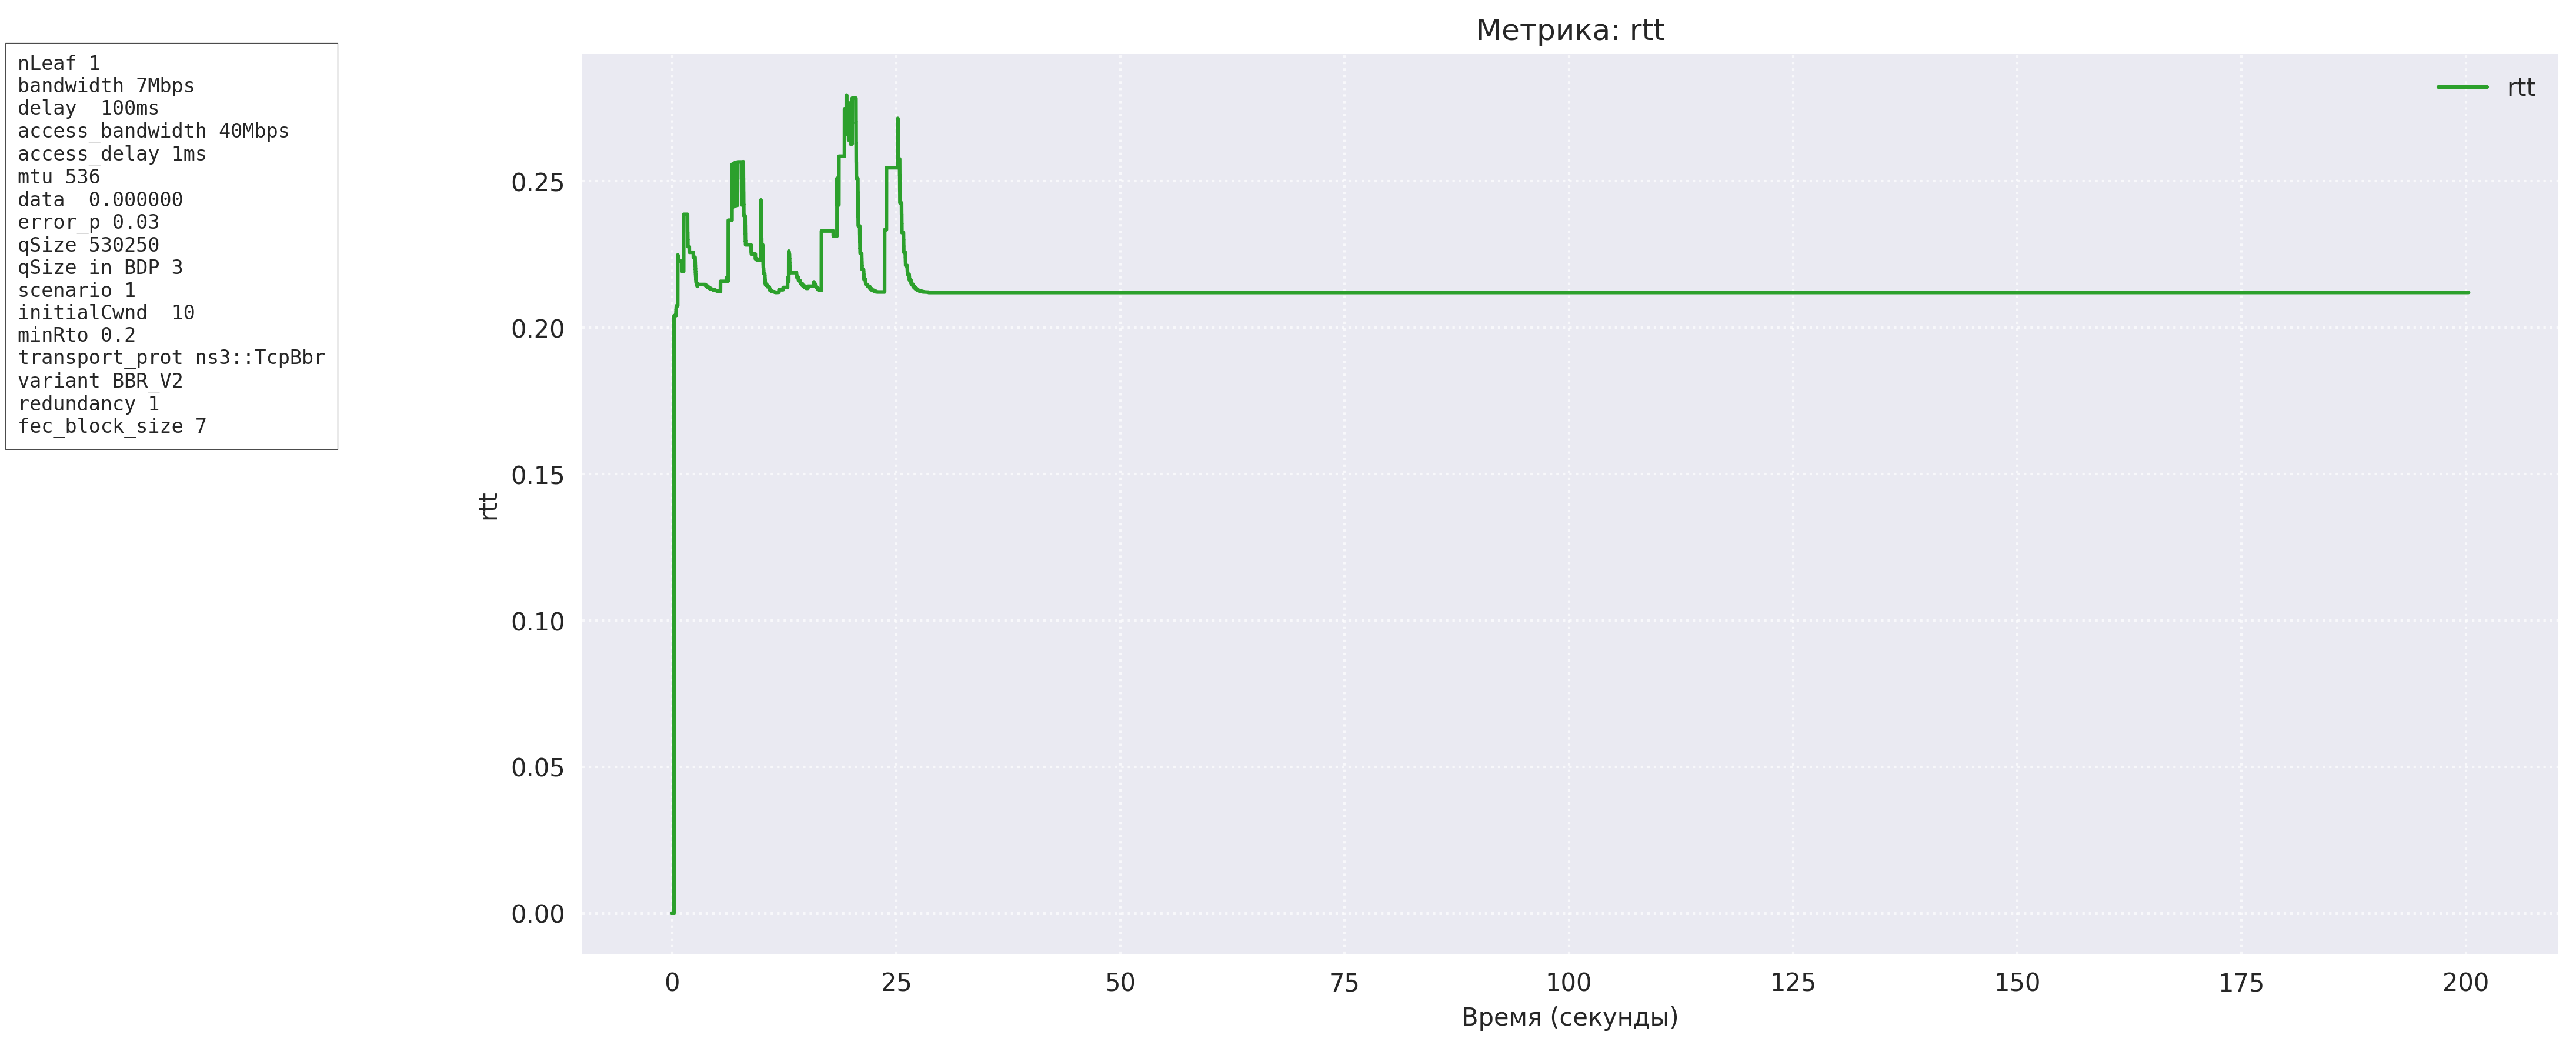 Метрика: rtt
nLeaf 1
bandwidth 7Mbps
delay  100ms
access_bandwidth 40Mbps
access_delay 1ms
mtu 536
data  0.000000
error_p 0.03
qSize 530250
qSize in BDP 3
scenario 1
initialCwnd  10
minRto 0.2
transport_prot ns3::TcpBbr
variant BBR_V2
redundancy 1
fec_block_size 7
rtt
rtt
0.25
0.20
0.15
0.10
0.05
0.00
0 25 50 75 100 125 150 175 200
Время (секунды)